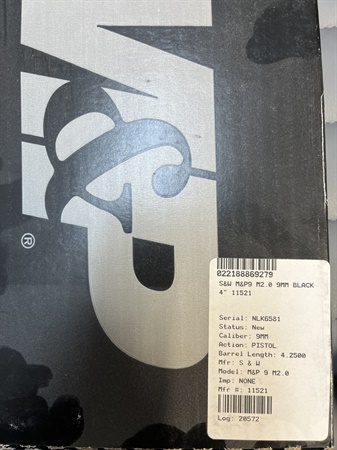 M&P
®
022188869279
S&W M&P9 M2.0 9MM BLACK
4" 11521
Serial: NLK6581
Status: New
Caliber: 9MM
Action: PISTOL
Barrel Length: 4.2500
Mfr: S & W
Model: M&P 9 M2.0
Imp: NONE
Mfr #: 11521
Log: 20572